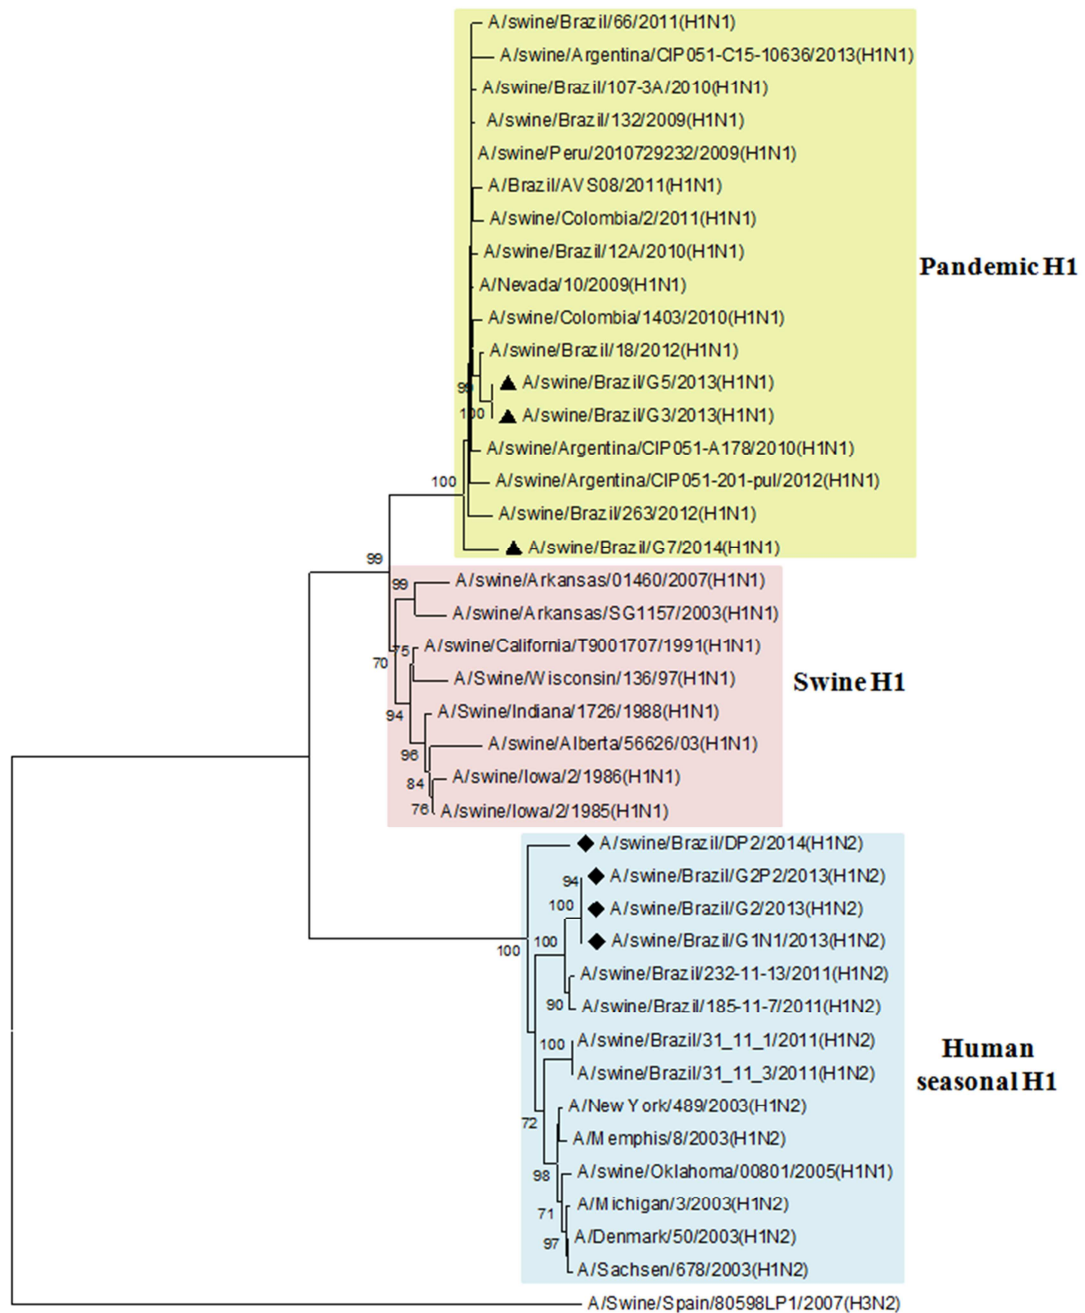 A/swine/Brazil/66/2011(H1N1)
A/swine/Argentina/CIP051-C15-10636/2013(H1N1)
A/swine/Brazil/107-3A/2010(H1N1)
A/swine/Brazil/132/2009(H1N1)
A/swine/Peru/2010729232/2009(H1N1)
A/Brazil/AVS08/2011(H1N1)
A/swine/Colombia/2/2011(H1N1)
A/swine/Brazil/12A/2010(H1N1)
Pandemic H1
A/Nevada/10/2009(H1N1)
A/swine/Colombia/1403/2010(H1N1)
A/swine/Brazil/18/2012(H1N1)
99
A/swine/Brazil/G5/2013(H1N1)
100
A/swine/Brazil/G3/2013(H1N1)
A/swine/Argentina/CIP051-A178/2010(H1N1)
100
A/swine/Argentina/CIP051-201-pul/2012(H1N1)
A/swine/Brazil/263/2012(H1N1)
A/swine/Brazil/G7/2014(H1N1)
99
99
A/swine/Arkansas/01460/2007(H1N1)
A/swine/Arkansas/SG1157/2003(H1N1)
75
A/swine/California/T9001707/1991(H1N1)
70
A/Swine/Wisconsin/136/97(H1N1)
Swine H1
94
A/Swine/Indiana/1726/1988(H1N1)
A/swine/Alberta/56626/03(H1N1)
96
A/swine/Iowa/2/1986(H1N1)
84
76
A/swine/Iowa/2/1985(H1N1)
A/swine/Brazil/DP2/2014(H1N2)
94
A/swine/Brazil/G2P2/2013(H1N2)
100
A/swine/Brazil/G2/2013(H1N2)
100
100
A/swine/Brazil/G1N1/2013(H1N2)
A/swine/Brazil/232-11-13/2011(H1N2)
90
A/swine/Brazil/185-11-7/2011(H1N2)
100
A/swine/Brazil/31_11_1/2011(H1N2)
Human
seasonal H1
A/swine/Brazil/31_11_3/2011(H1N2)
A/New York/489/2003(H1N2)
72
A/Memphis/8/2003(H1N2)
98
A/swine/Oklahoma/00801/2005(H1N1)
A/Michigan/3/2003(H1N2)
71
A/Denmark/50/2003(H1N2)
97
A/Sachsen/678/2003(H1N2)
A/Swine/Spain/80598LP1/2007(H3N2)